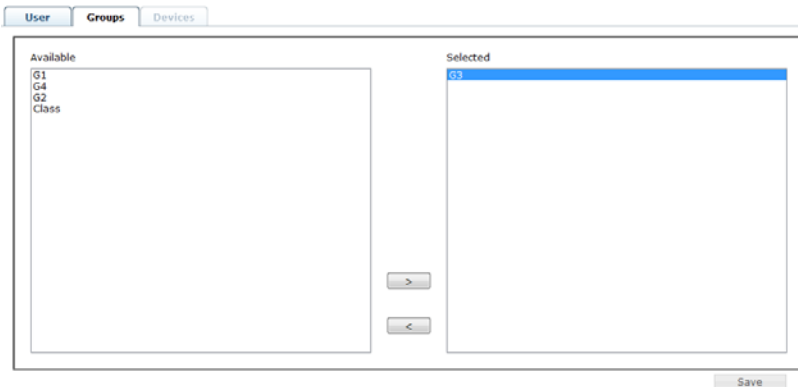 User Groups Devices
Available
G1
G4
G2
Class
Selected
G3
>
<
Save